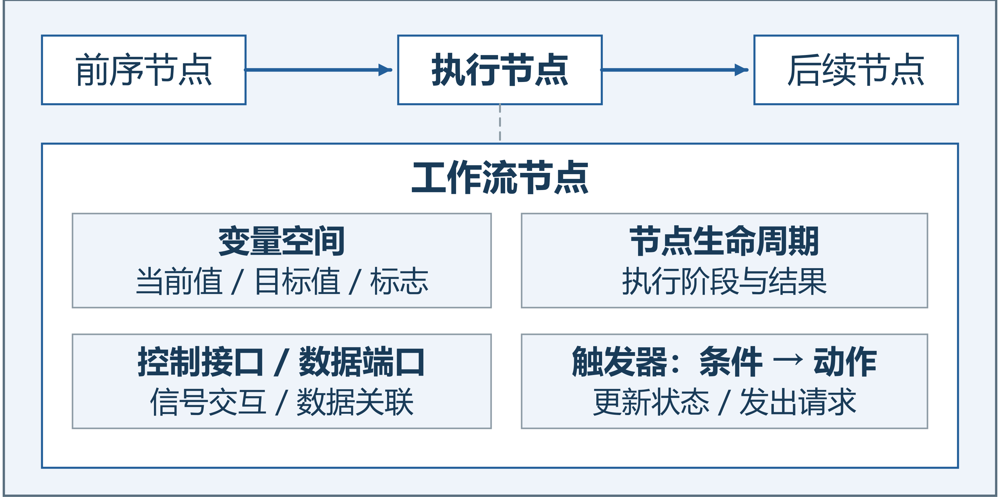 前序节点
执行节点
后续节点
工作流节点
变量空间
当前值 / 目标值 / 标志
节点生命周期
执行阶段与结果
控制接口 / 数据端口
信号交互 / 数据关联
触发器：条件 → 动作
更新状态 / 发出请求